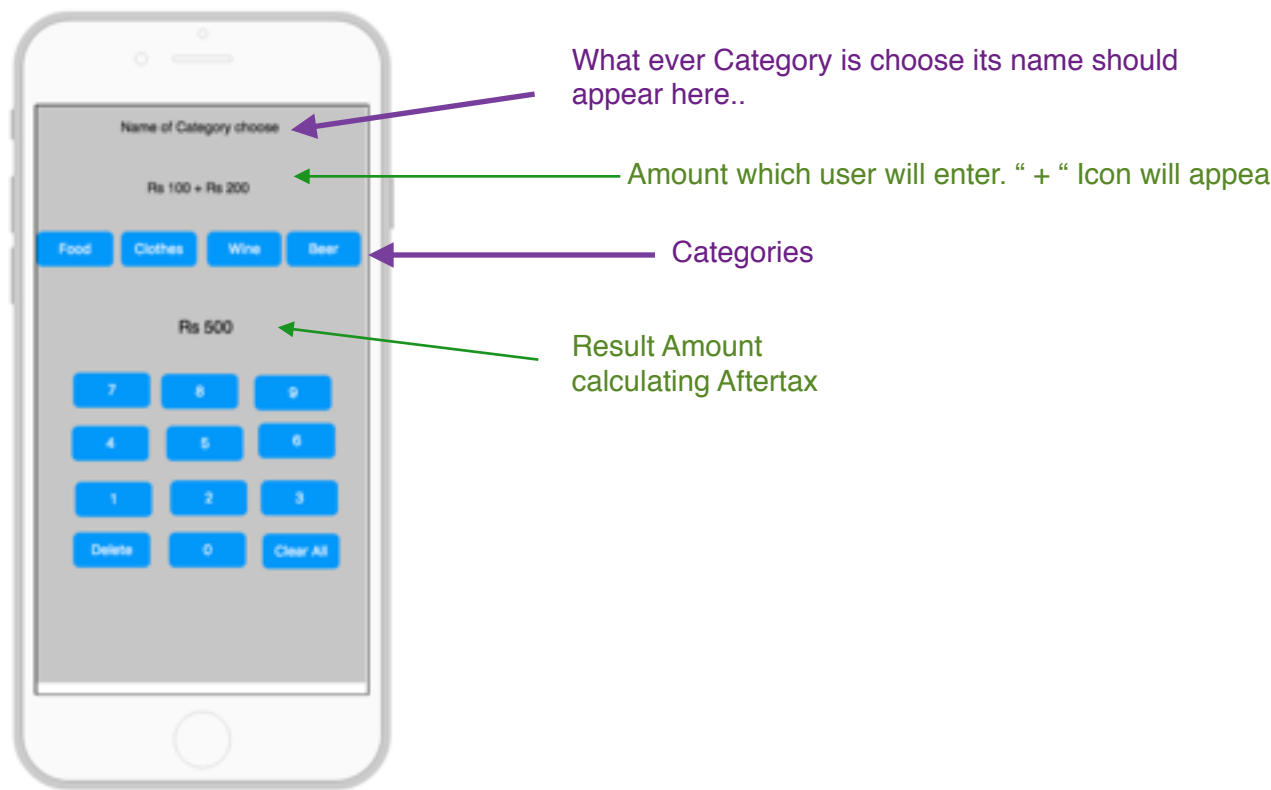 What ever Category is choose its name should
appear here..
Name of Category choose
Amount which user will enter. “ + “ Icon will appea
Rs 100 + Rs 200
Food Clothes Wine Beer
Categories
Rs 500
Result Amount
calculating Aftertax
7 8 9
4 5 6
1 2 3
Delete 0 Clear All